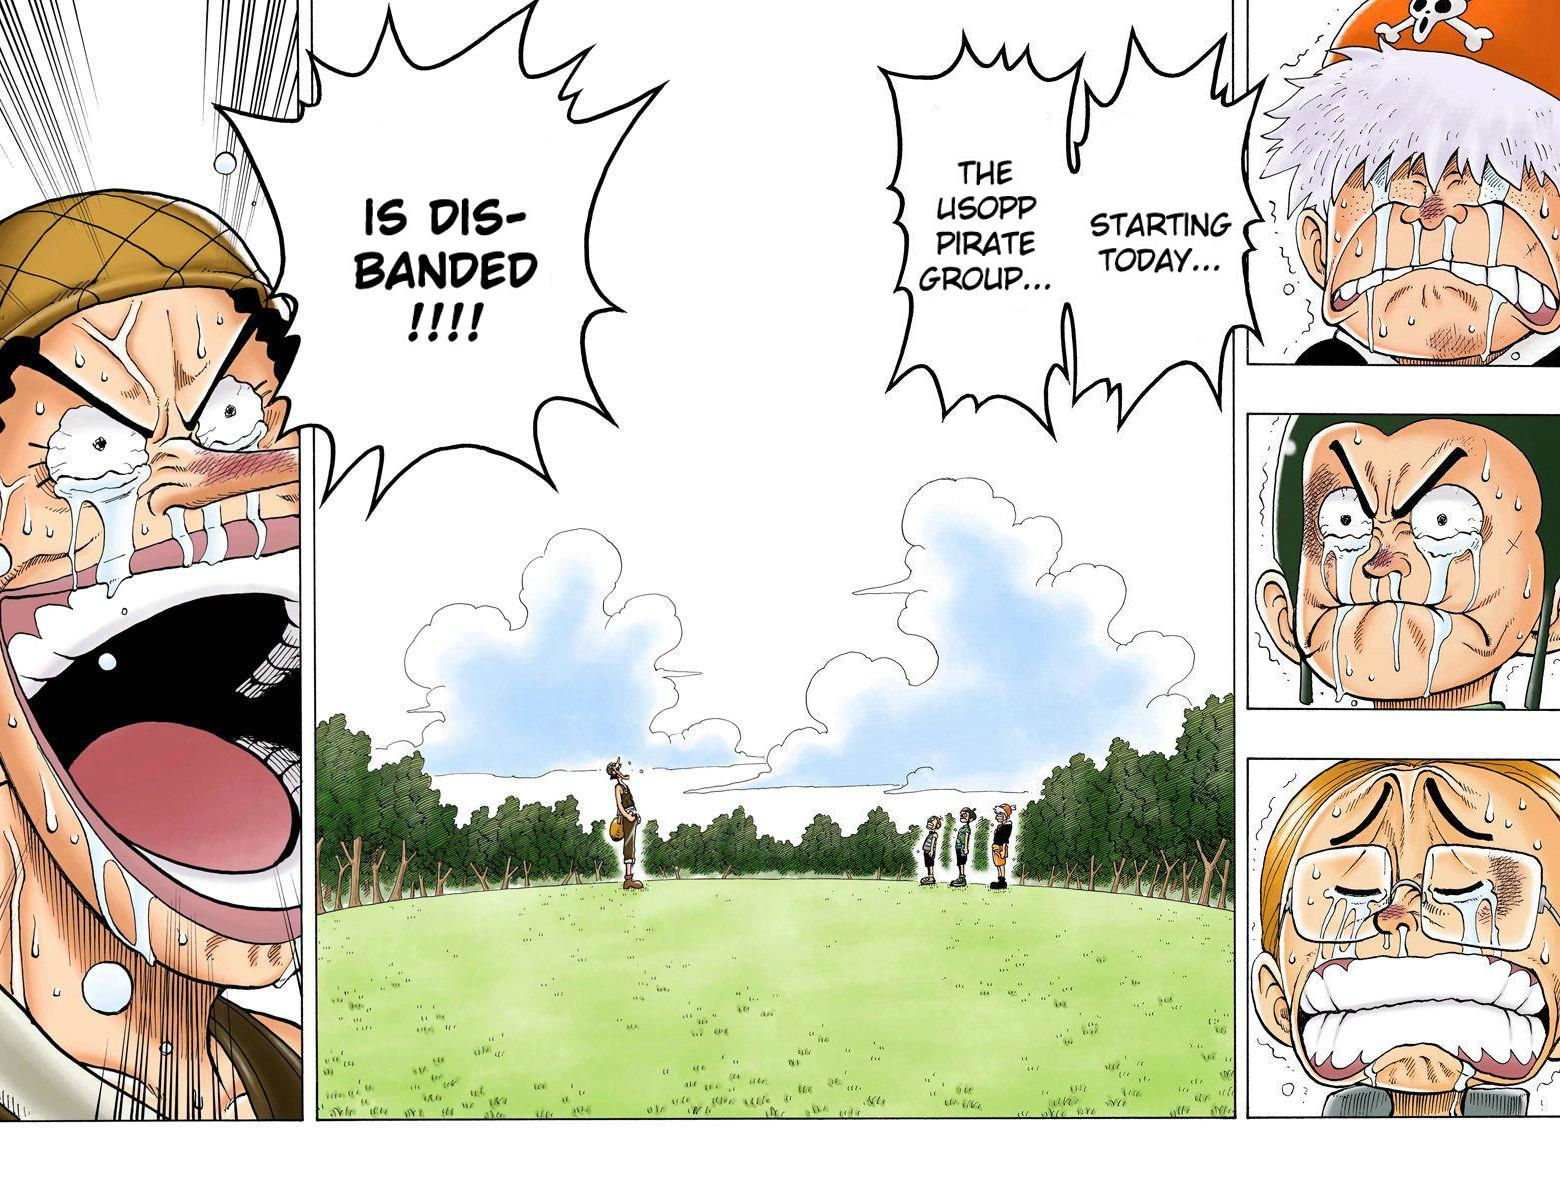 STARTING
TODAY...
THE
USOPP
PIRATE
GROUP...
IS DIS-
BANDED
!!!!